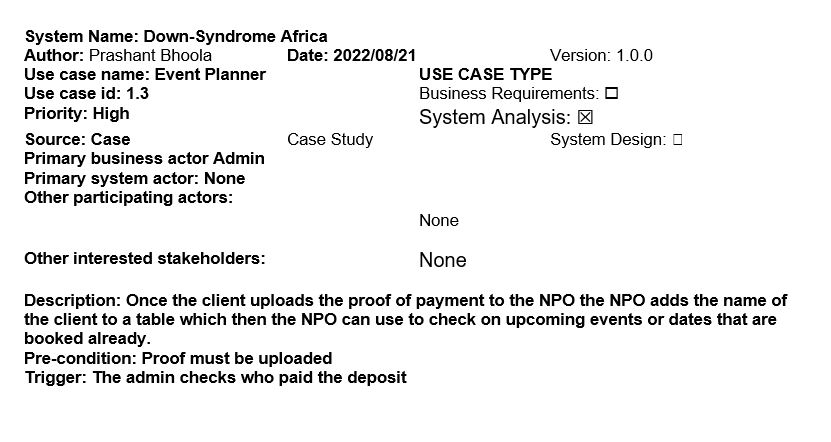 System Name: Down-Syndrome Africa
Author: Prashant Bhoola Date: 2022/08/21 Version: 1.0.0
Use case name: Event Planner USE CASE TYPE
Use case id: 1.3 Business Requirements: ☐
Priority: High System Analysis: ☒
Source: Case Case Study System Design: ☐
Primary business actor Admin
Primary system actor: None
Other participating actors:
None
Other interested stakeholders: None
Description: Once the client uploads the proof of payment to the NPO the NPO adds the name of
the client to a table which then the NPO can use to check on upcoming events or dates that are
booked already.
Pre-condition: Proof must be uploaded
Trigger: The admin checks who paid the deposit